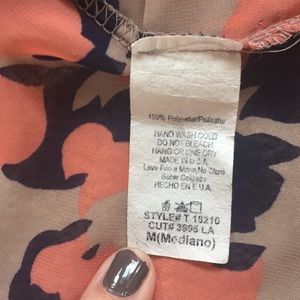 100% Polyester/Poliester
HAND WASH COLD
DO NOT BLEACH
HANG OR LINE DRY
MADE IN U.S.A.
Lave Frio a Mano, No Cloro
Secar Colgado
HECHO EN E.U.A.
STYLE# T 18210
CUT# 3995 LA
M(Mediano)